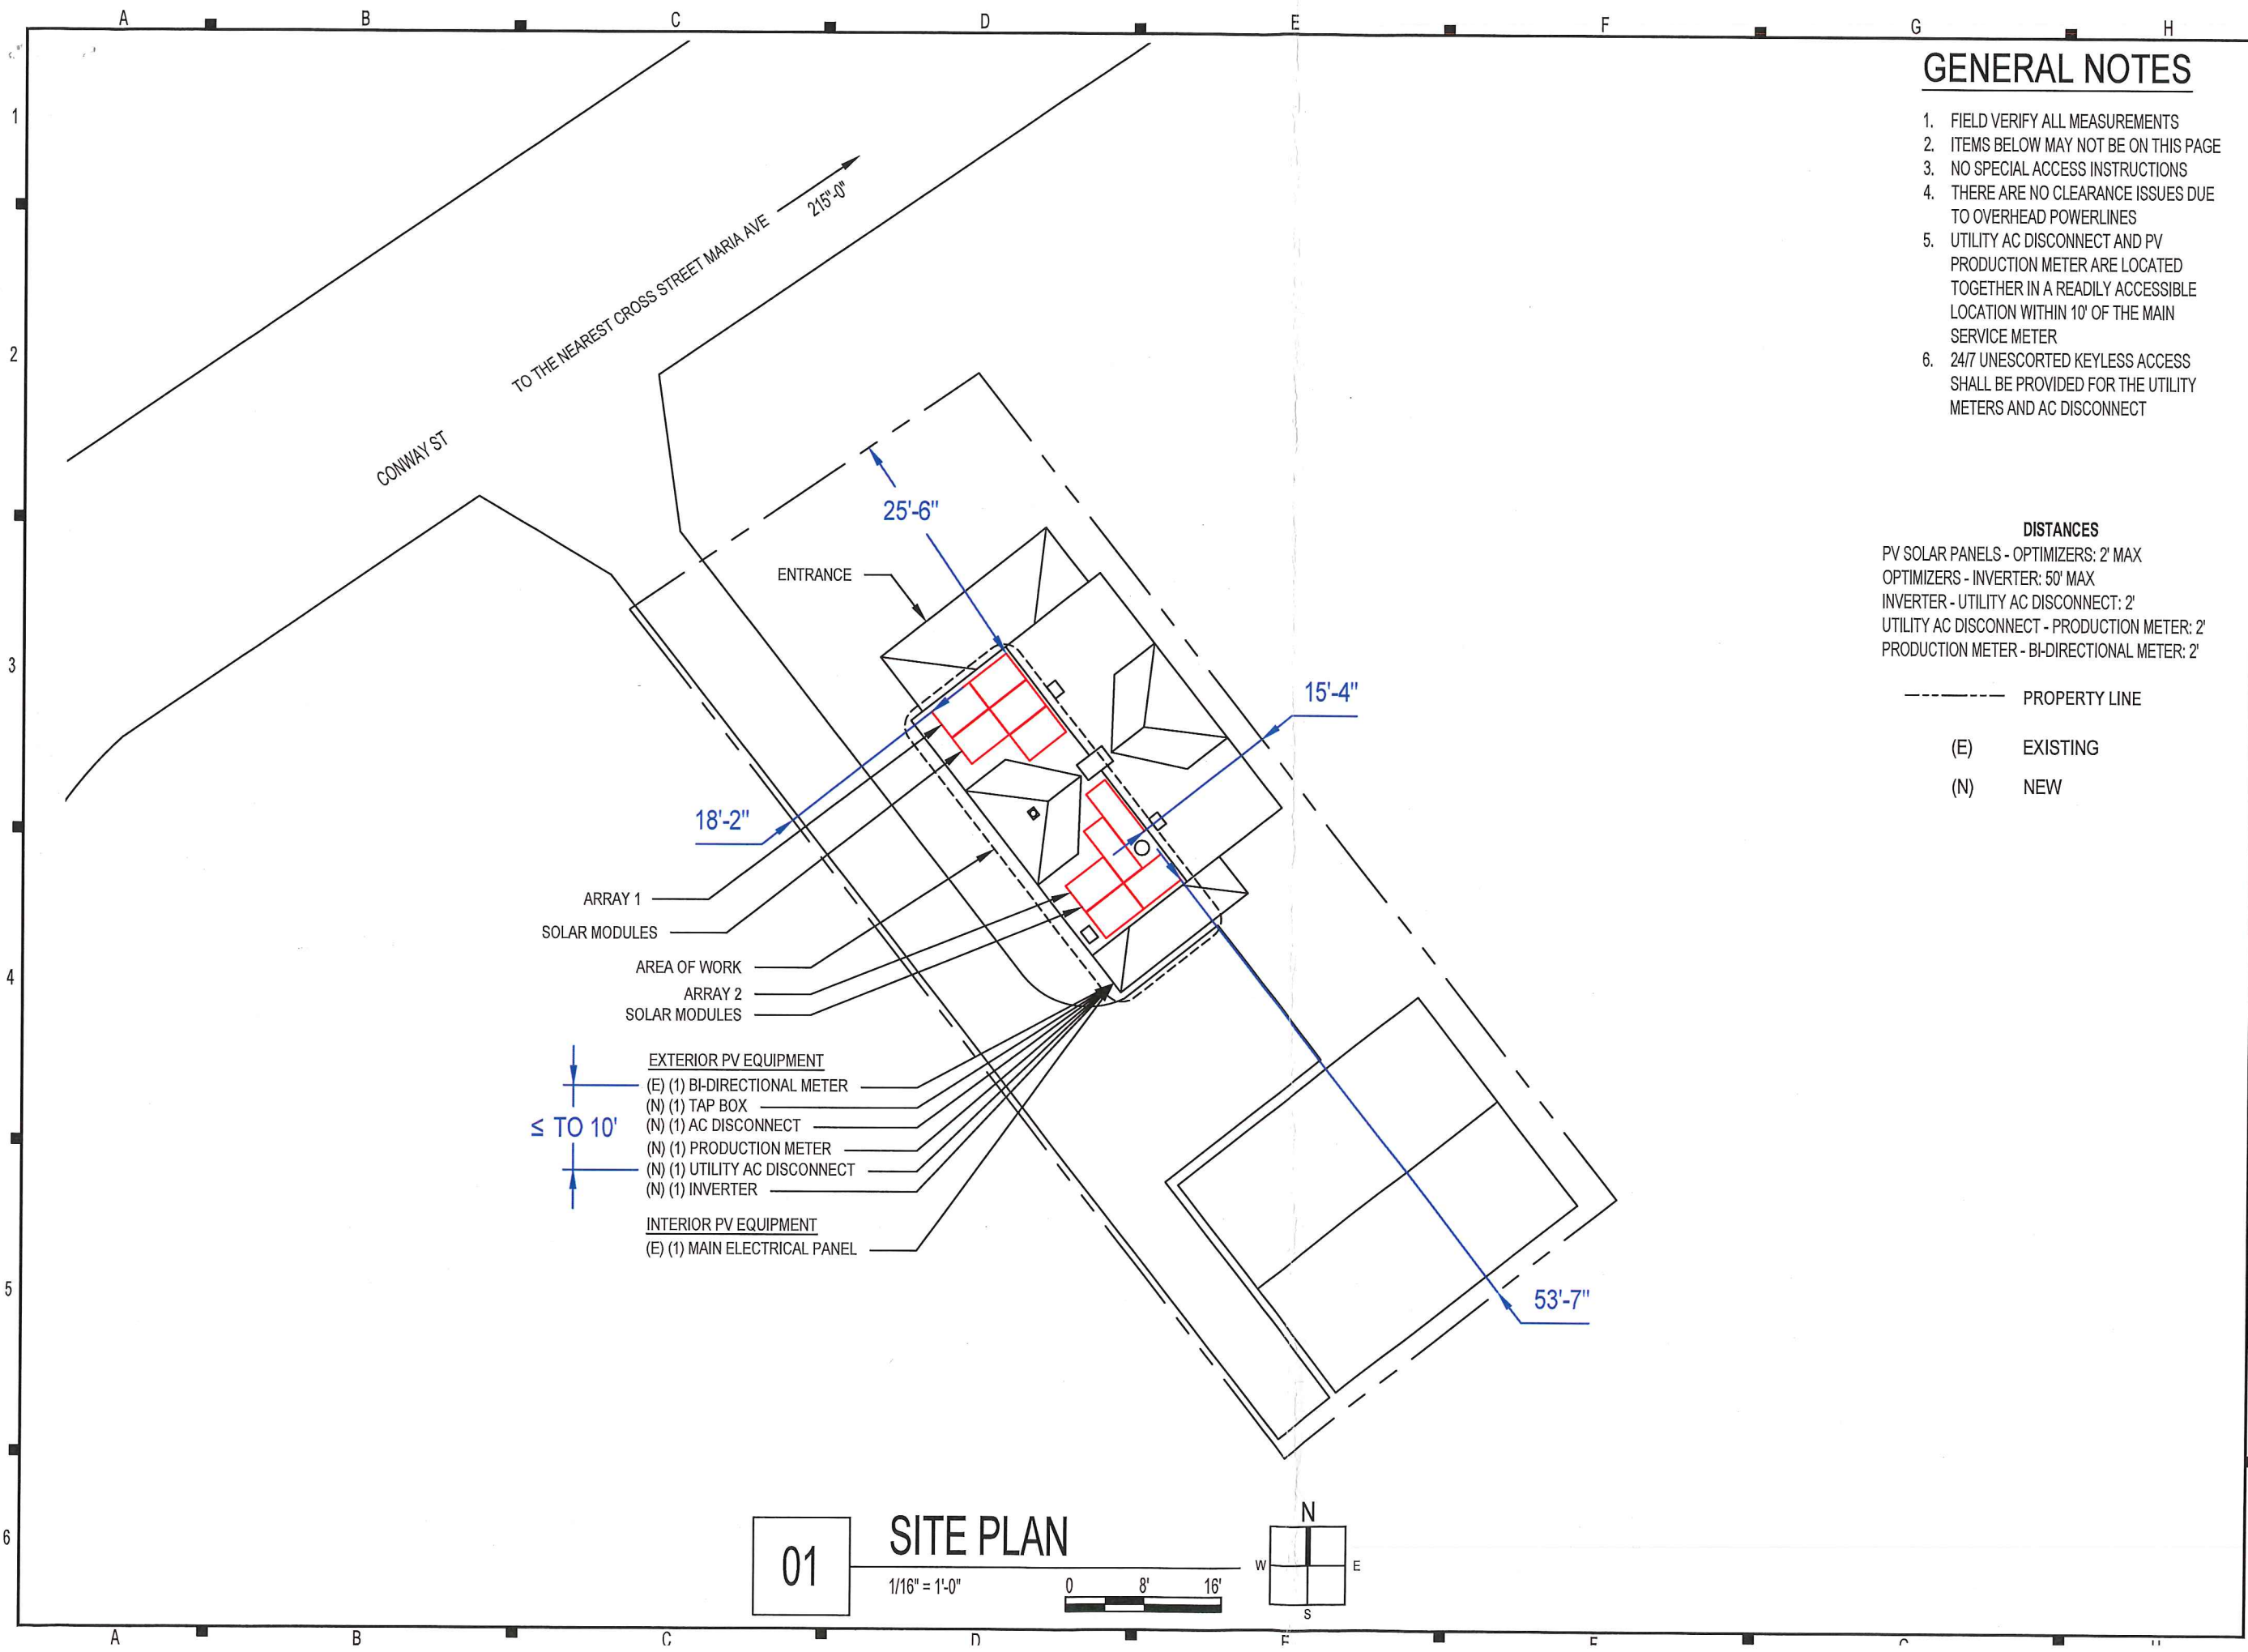 A B C D E F G H
GENERAL NOTES
1. FIELD VERIFY ALL MEASUREMENTS
2. ITEMS BELOW MAY NOT BE ON THIS PAGE
3. NO SPECIAL ACCESS INSTRUCTIONS
4. THERE ARE NO CLEARANCE ISSUES DUE
TO OVERHEAD POWERLINES
5. UTILITY AC DISCONNECT AND PV
PRODUCTION METER ARE LOCATED
TOGETHER IN A READILY ACCESSIBLE
LOCATION WITHIN 10' OF THE MAIN
SERVICE METER
6. 24/7 UNESCORTED KEYLESS ACCESS
SHALL BE PROVIDED FOR THE UTILITY
METERS AND AC DISCONNECT
DISTANCES
PV SOLAR PANELS - OPTIMIZERS: 2' MAX
OPTIMIZERS - INVERTER: 50' MAX
INVERTER - UTILITY AC DISCONNECT: 2'
UTILITY AC DISCONNECT - PRODUCTION METER: 2'
PRODUCTION METER - BI-DIRECTIONAL METER: 2'
PROPERTY LINE
(E) EXISTING
(N) NEW
1
2
3
4
5
6
TO THE NEAREST CROSS STREET MARIA AVE
215"-0"
CONWAY ST
25'-6"
ENTRANCE
15'-4"
18'-2"
ARRAY 1
SOLAR MODULES
AREA OF WORK
ARRAY 2
SOLAR MODULES
EXTERIOR PV EQUIPMENT
(E) (1) BI-DIRECTIONAL METER
(N) (1) TAP BOX
(N) (1) AC DISCONNECT
(N) (1) PRODUCTION METER
(N) (1) UTILITY AC DISCONNECT
(N) (1) INVERTER
≤ TO 10'
INTERIOR PV EQUIPMENT
(E) (1) MAIN ELECTRICAL PANEL
53'-7"
01
SITE PLAN
1/16" = 1'-0"
0 8' 16'
N
W E
S
A B C D